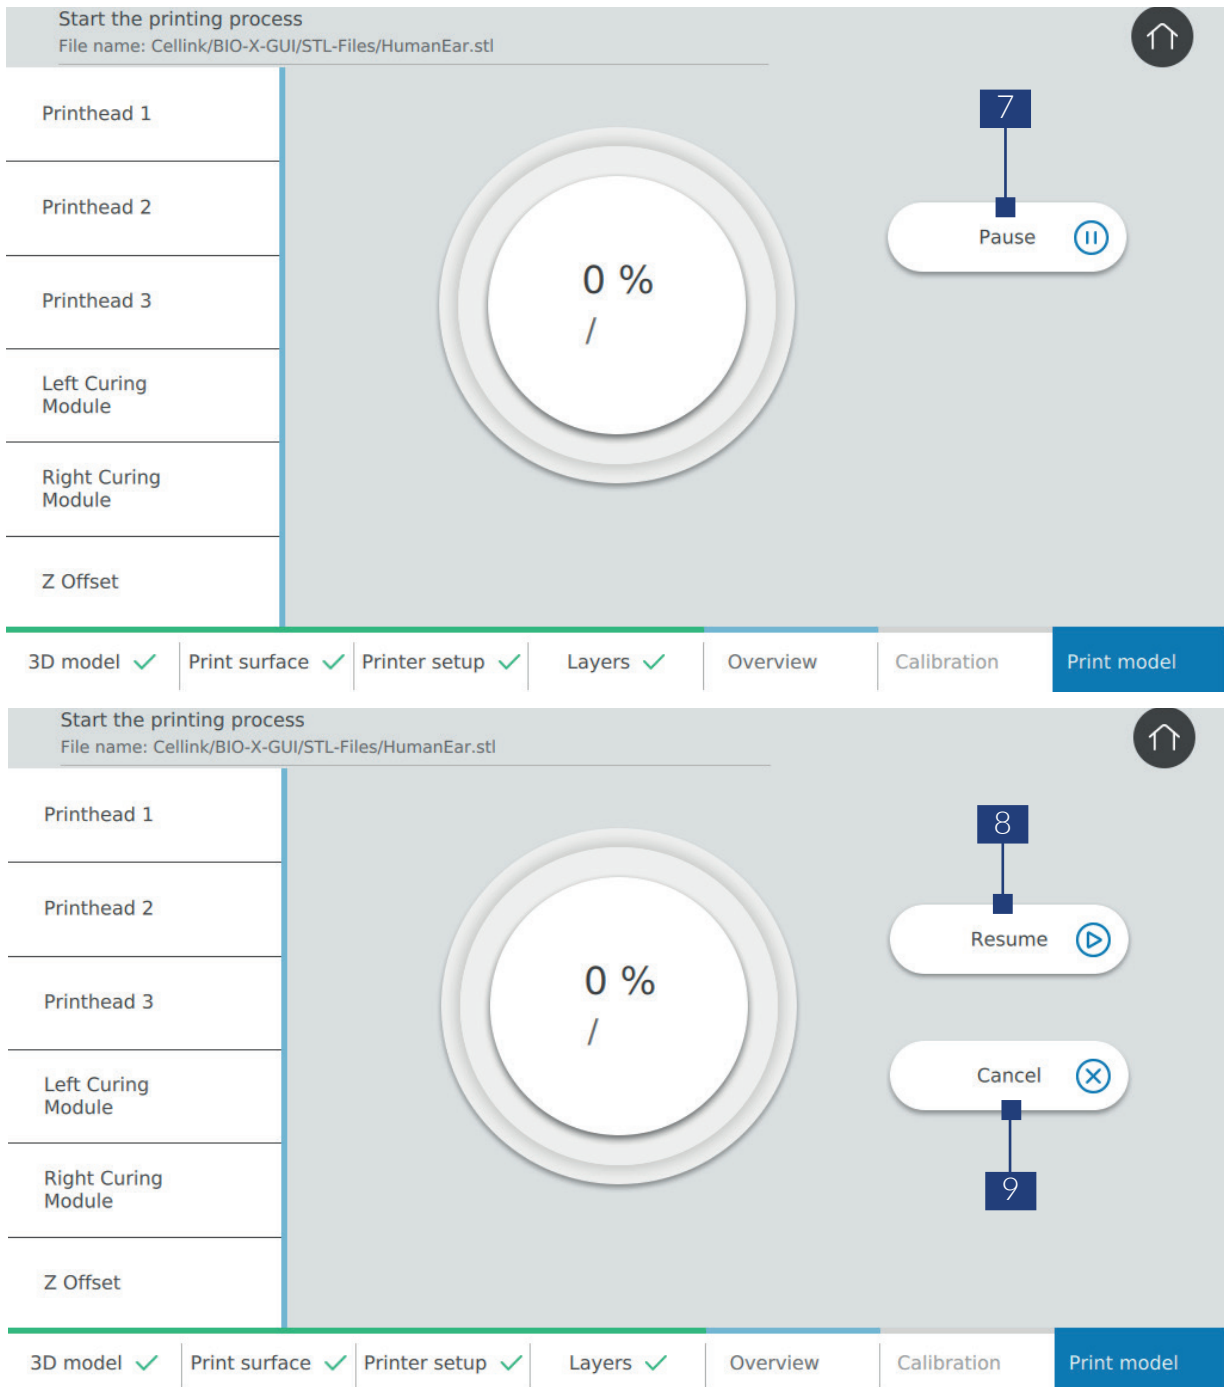 Start the printing process
File name: Cellink/BIO-X-GUI/STL-Files/HumanEar.stl
Printhead 1
Printhead 2
Printhead 3
Left Curing
Module
Right Curing
Module
Z Offset
0 %
/
7
Pause
3D model
Print surface
Printer setup
Layers
Overview
Calibration
Print model
Start the printing process
File name: Cellink/BIO-X-GUI/STL-Files/HumanEar.stl
Printhead 1
Printhead 2
Printhead 3
Left Curing
Module
Right Curing
Module
Z Offset
0 %
/
8
Resume
Cancel
9
3D model
Print surface
Printer setup
Layers
Overview
Calibration
Print model